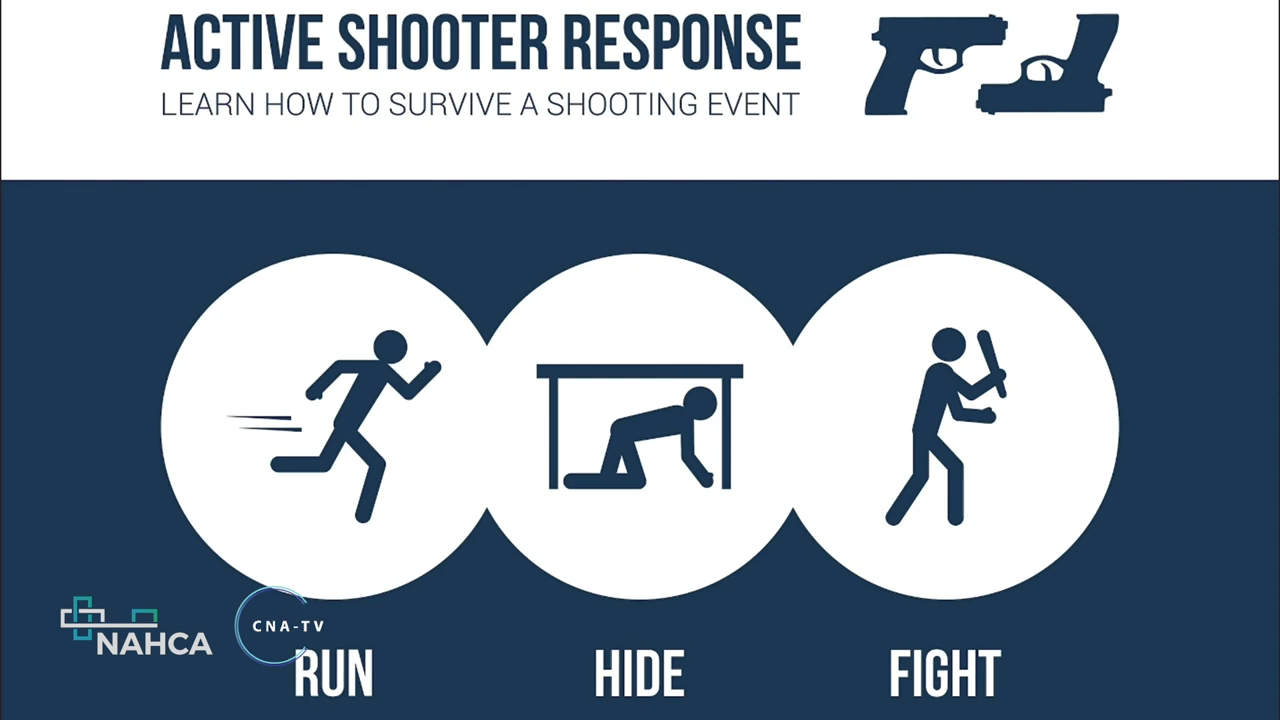 ACTIVE SHOOTER RESPONSE
LEARN HOW TO SURVIVE A SHOOTING EVENT
NAHCA
CNA-TV
RUN
HIDE
FIGHT